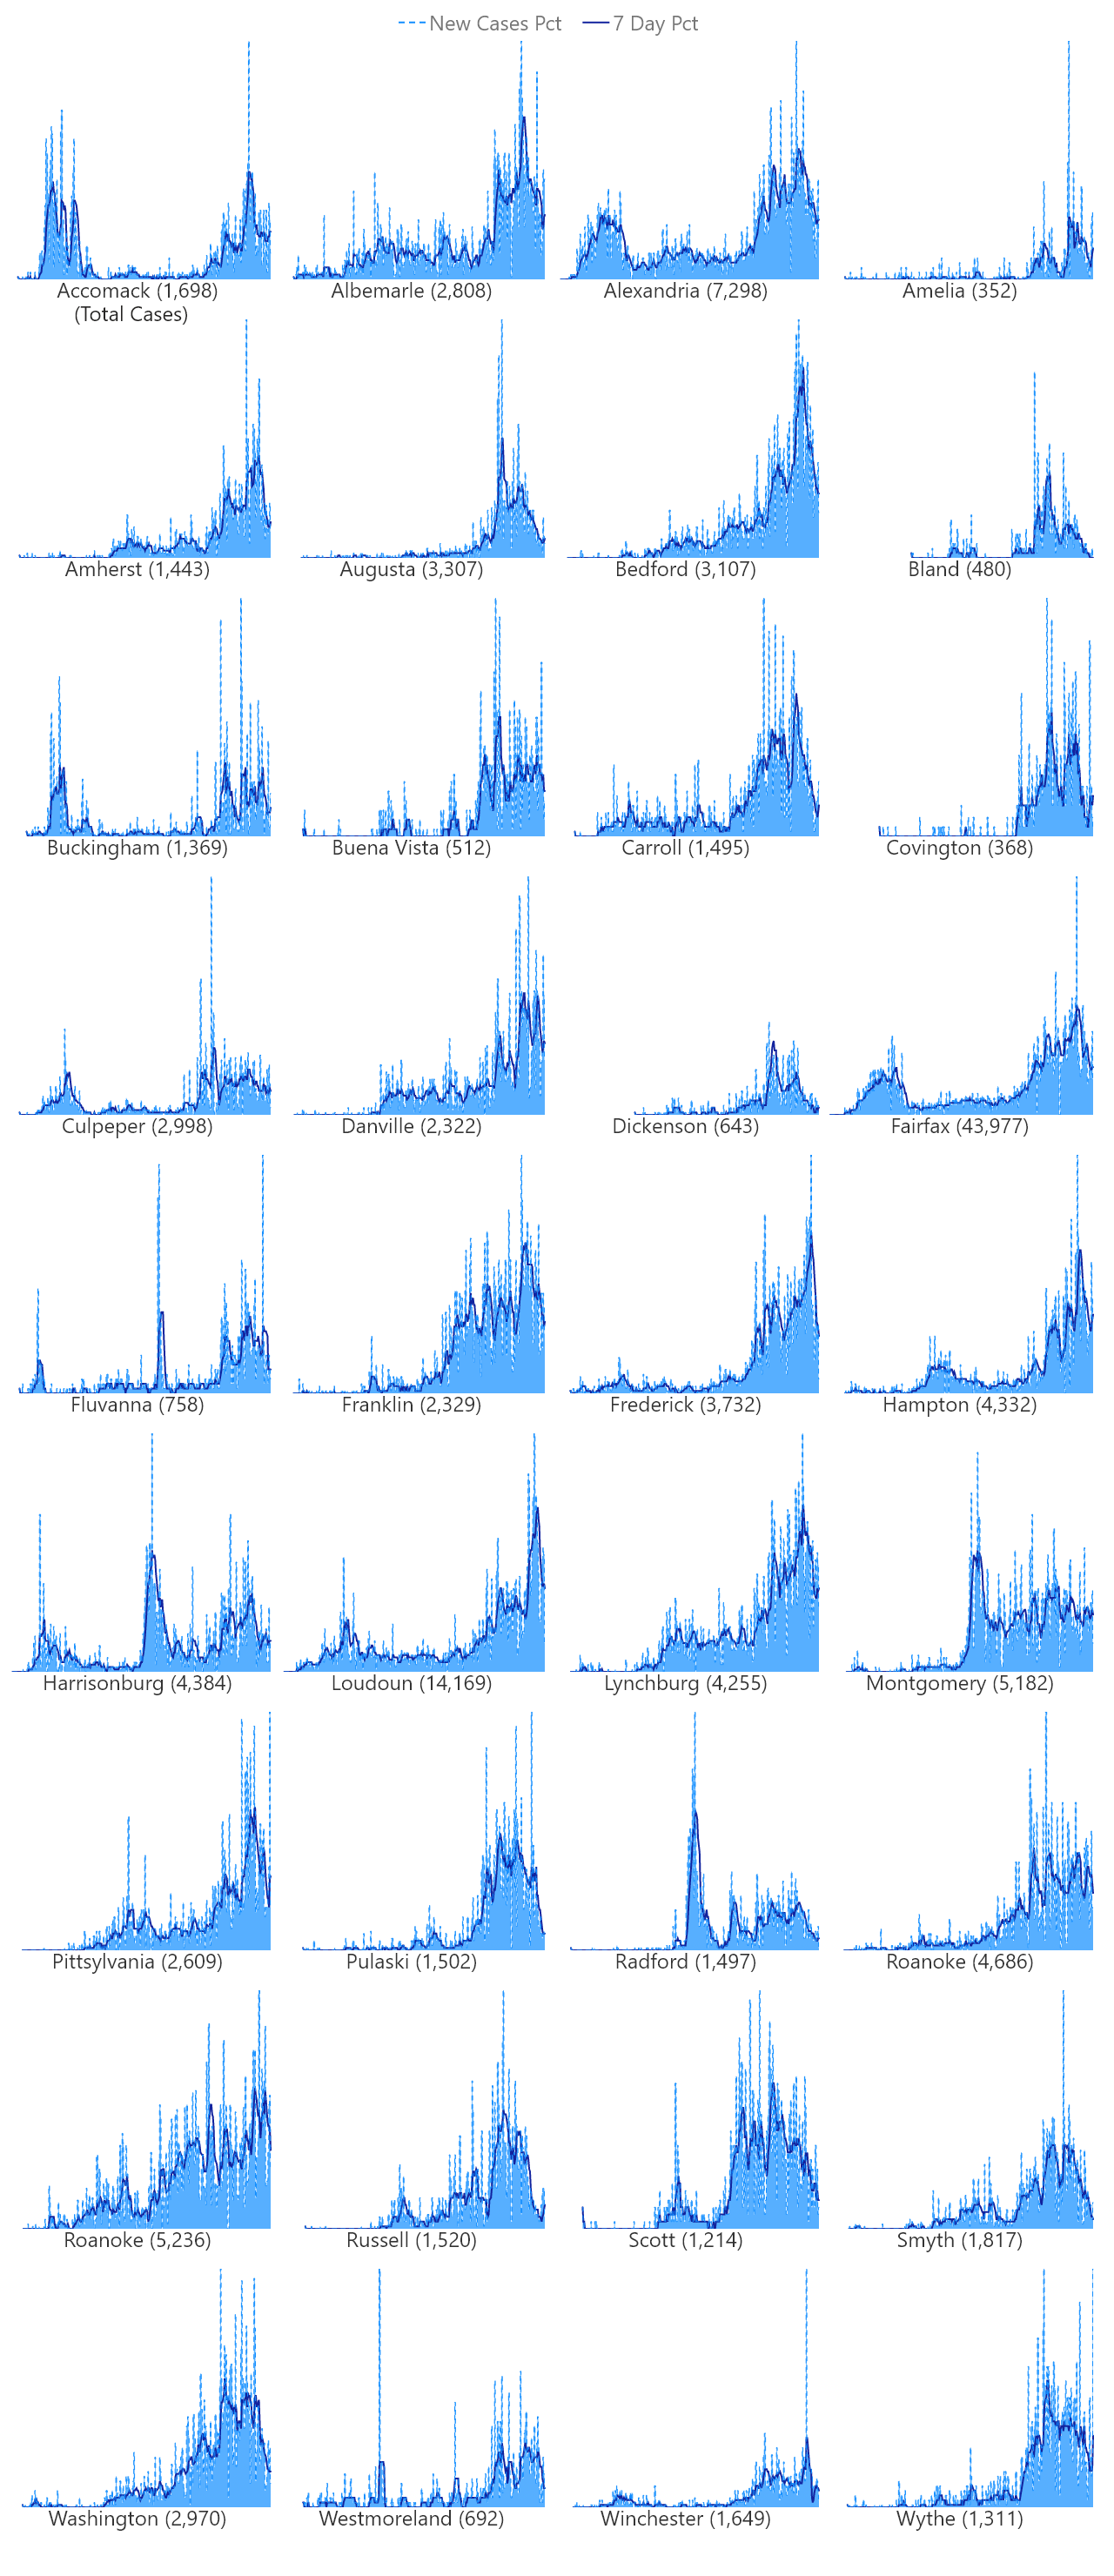 New Cases Pct 7 Day Pct
Accomack (1,698) Albemarle (2,808) Alexandria (7,298) Amelia (352)
(Total Cases)
Amherst (1,443) Augusta (3,307) Bedford (3,107) Bland (480)
Buckingham (1,369) Buena Vista (512) Carroll (1,495) Covington (368)
Culpeper (2,998) Danville (2,322) Dickenson (643) Fairfax (43,977)
Fluvanna (758) Franklin (2,329) Frederick (3,732) Hampton (4,332)
Harrisonburg (4,384) Loudoun (14,169) Lynchburg (4,255) Montgomery (5,182)
Pittsylvania (2,609) Pulaski (1,502) Radford (1,497) Roanoke (4,686)
Roanoke (5,236) Russell (1,520) Scott (1,214) Smyth (1,817)
Washington (2,970) Westmoreland (692) Winchester (1,649) Wythe (1,311)